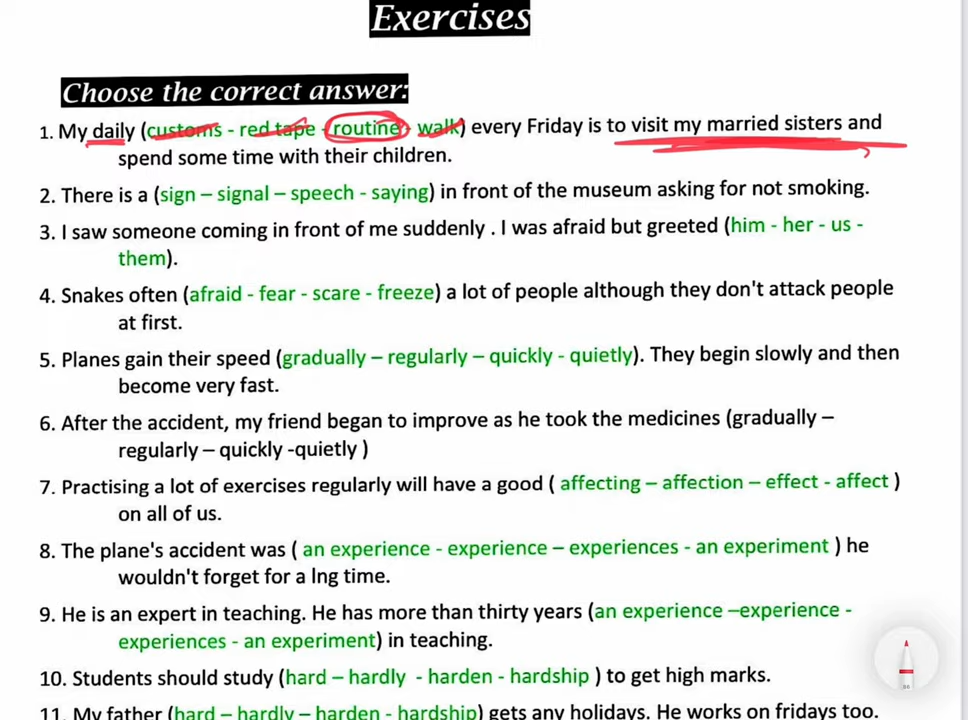 Exercises
Choose the correct answer:
1. My daily (customs - red tape - routine - walk) every Friday is to visit my married sisters and
spend some time with their children.
2. There is a (sign – signal – speech - saying) in front of the museum asking for not smoking.
3. I saw someone coming in front of me suddenly . I was afraid but greeted (him - her - us -
them).
4. Snakes often (afraid - fear - scare - freeze) a lot of people although they don't attack people
at first.
5. Planes gain their speed (gradually – regularly – quickly - quietly). They begin slowly and then
become very fast.
6. After the accident, my friend began to improve as he took the medicines (gradually –
regularly – quickly -quietly )
7. Practising a lot of exercises regularly will have a good ( affecting – affection – effect - affect )
on all of us.
8. The plane's accident was ( an experience - experience – experiences - an experiment ) he
wouldn't forget for a lng time.
9. He is an expert in teaching. He has more than thirty years (an experience –experience -
experiences - an experiment) in teaching.
10. Students should study (hard – hardly - harden - hardship ) to get high marks.
11. My father (hard – hardly – harden - hardship) gets any holidays. He works on fridays too.